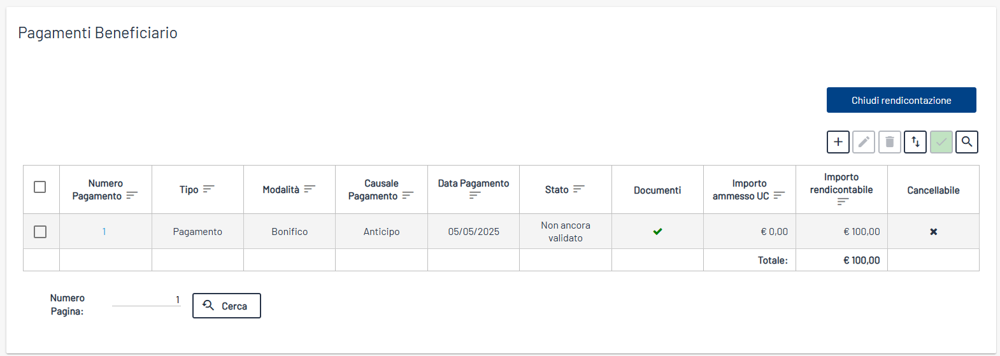 Pagamenti Beneficiario
Chiudi rendicontazione
Numero
Pagamento
Tipo
Modalità
Causale
Pagamento
Data Pagamento
Stato
Documenti
Importo
ammesso UC
Importo
rendicontabile
Cancellabile
1
Pagamento
Bonifico
Anticipo
05/05/2025
Non ancora
validato
€ 0,00
€ 100,00
Totale:
€ 100,00
Numero
Pagina:
1
Cerca